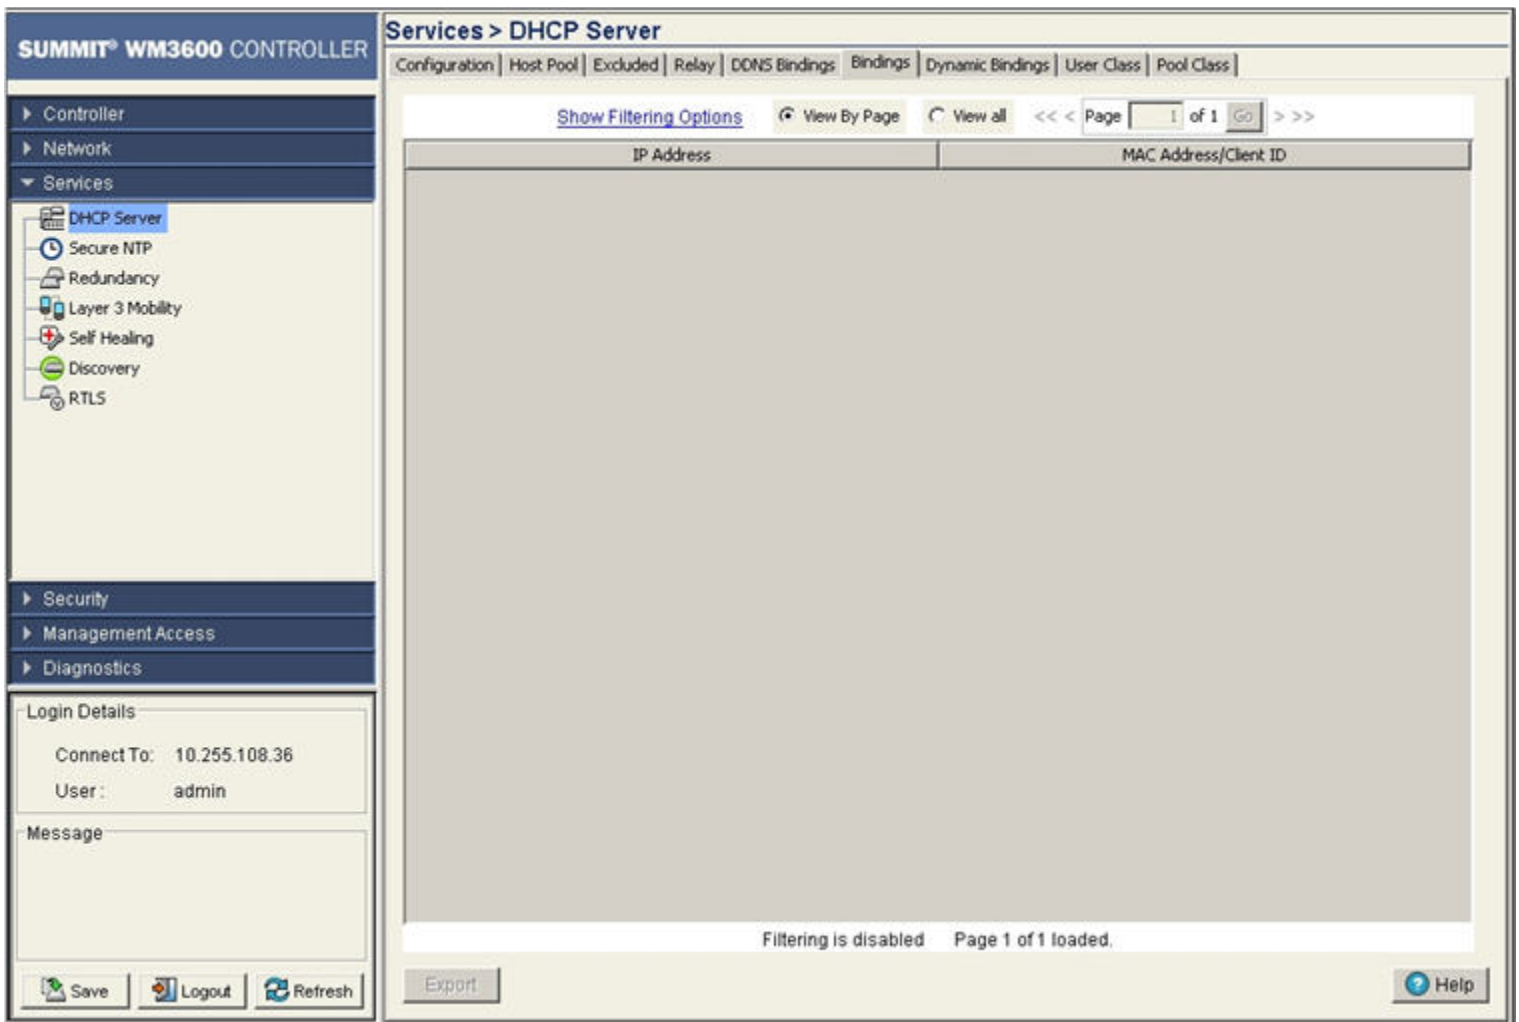 SUMMIT® WM3600 CONTROLLER
Services > DHCP Server
Configuration Host Pool Excluded Relay DDNS Bindings Bindings Dynamic Bindings User Class Pool Class
Controller
Network
Services
DHCP Server
Secure NTP
Redundancy
Layer 3 Mobility
Self Healing
Discovery
RTLS
Security
Management Access
Diagnostics
Login Details
Connect To: 10.255.108.36
User : admin
Message
Save Logout Refresh
Show Filtering Options View By Page View all << < Page 1 of 1 Go > >>
IP Address MAC Address/Client ID
Filtering is disabled Page 1 of 1 loaded.
Export Help